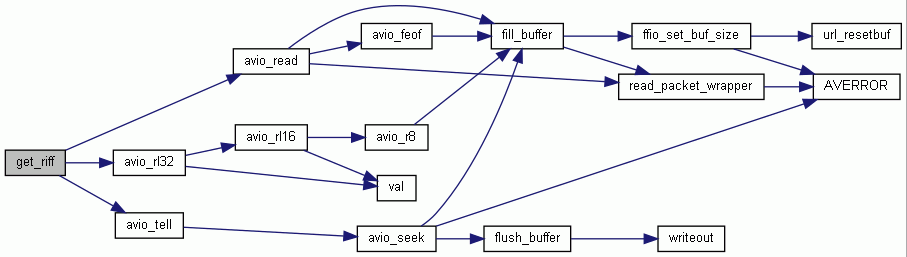 avio_feof
fill_buffer
ffio_set_buf_size
url_resetbuf
avio_read
read_packet_wrapper
AVERROR
avio_rl16
avio_r8
get_riff
avio_rl32
val
avio_tell
avio_seek
flush_buffer
writeout